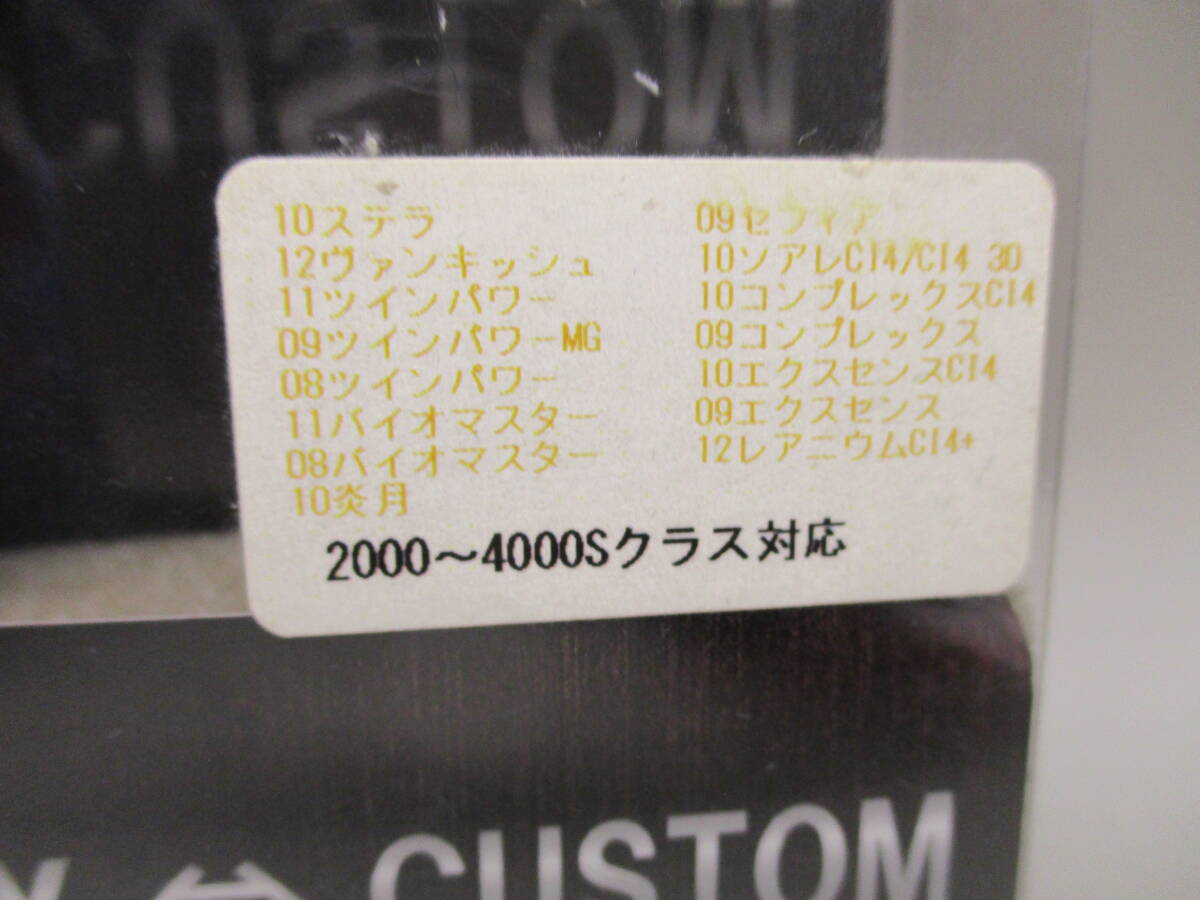 10ステラ
12ヴァンキッシュ
11ツインパワー
09ツインパワーMG
08ツインパワー
11バイオマスター
08バイオマスター
10炎月
09セフィア
10ソアレCI4/CI4 30
10コンプレックスCI4
09コンプレックス
10エクスセンスCI4
09エクスセンス
12レアニウムCI4+
2000～4000Sクラス対応
⇔ CUSTOM